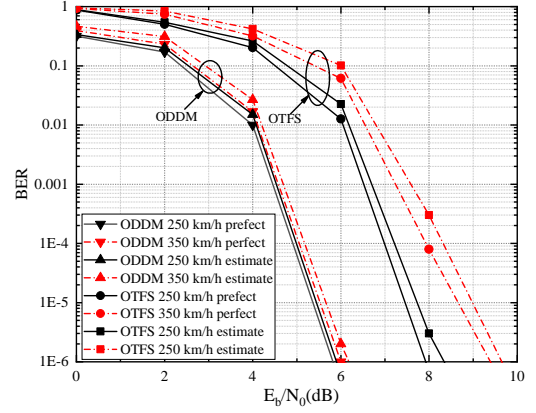 1
0.1
0.01
0.001
1E-4
1E-5
1E-6
BER
ODDM
OTFS
ODDM 250 km/h prefect
ODDM 350 km/h perfect
ODDM 250 km/h estimate
ODDM 350 km/h estimate
OTFS 250 km/h prefect
OTFS 350 km/h perfect
OTFS 250 km/h estimate
OTFS 250 km/h estimate
0 2 4 6 8 10
E_b/N_0(dB)